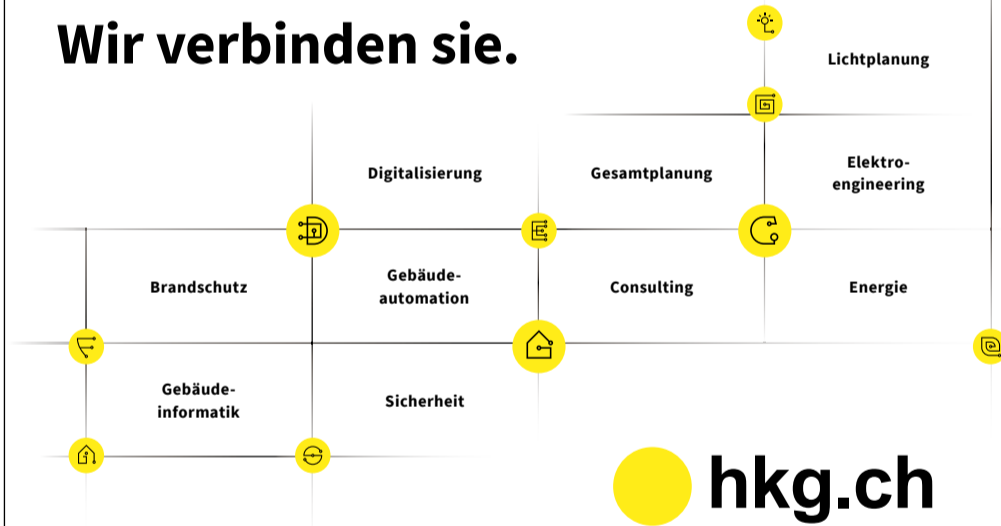 Wir verbinden sie.
Lichtplanung
Digitalisierung
Gesamtplanung
Elektro-
engineering
Brandschutz
Gebäude-
automation
Consulting
Energie
Gebäude-
informatik
Sicherheit
hkg.ch